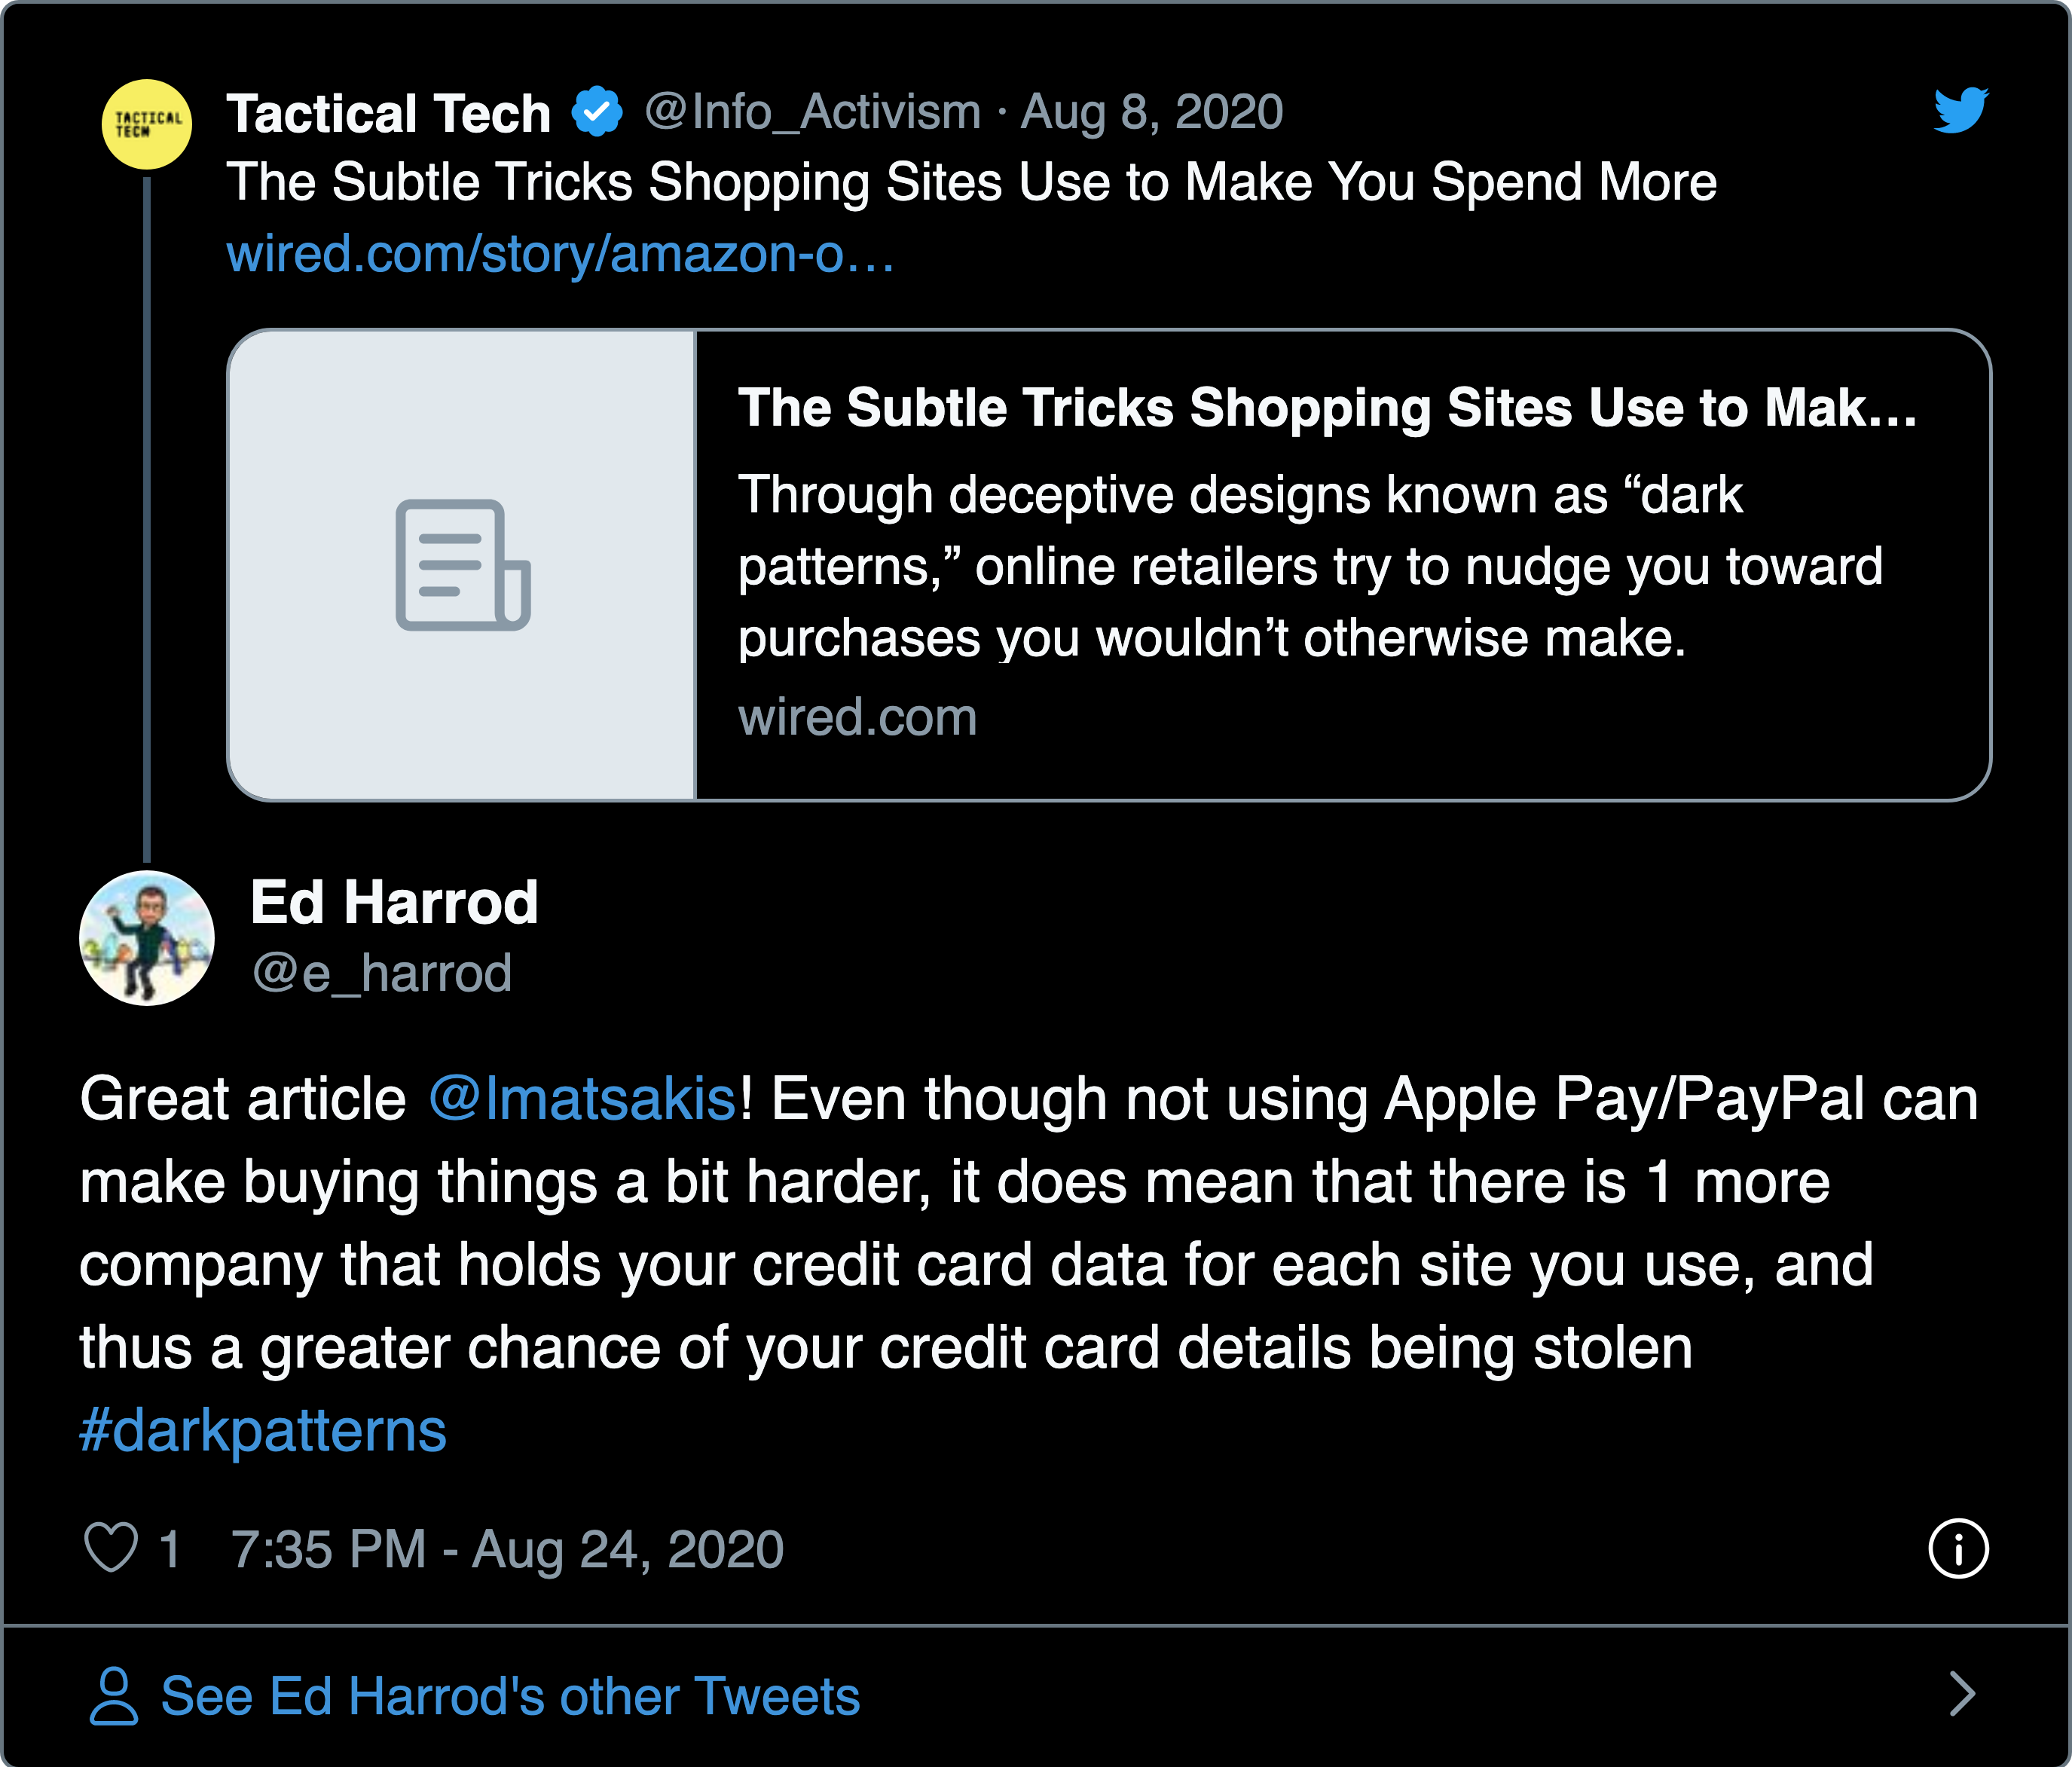 TACTICAL
TECH
Tactical Tech @Info_Activism · Aug 8, 2020
The Subtle Tricks Shopping Sites Use to Make You Spend More
wired.com/story/amazon-o…
The Subtle Tricks Shopping Sites Use to Mak…
Through deceptive designs known as “dark
patterns,” online retailers try to nudge you toward
purchases you wouldn’t otherwise make.
wired.com
Ed Harrod
@e_harrod
Great article @lmatsakis! Even though not using Apple Pay/PayPal can
make buying things a bit harder, it does mean that there is 1 more
company that holds your credit card data for each site you use, and
thus a greater chance of your credit card details being stolen
#darkpatterns
1 7:35 PM - Aug 24, 2020
See Ed Harrod's other Tweets